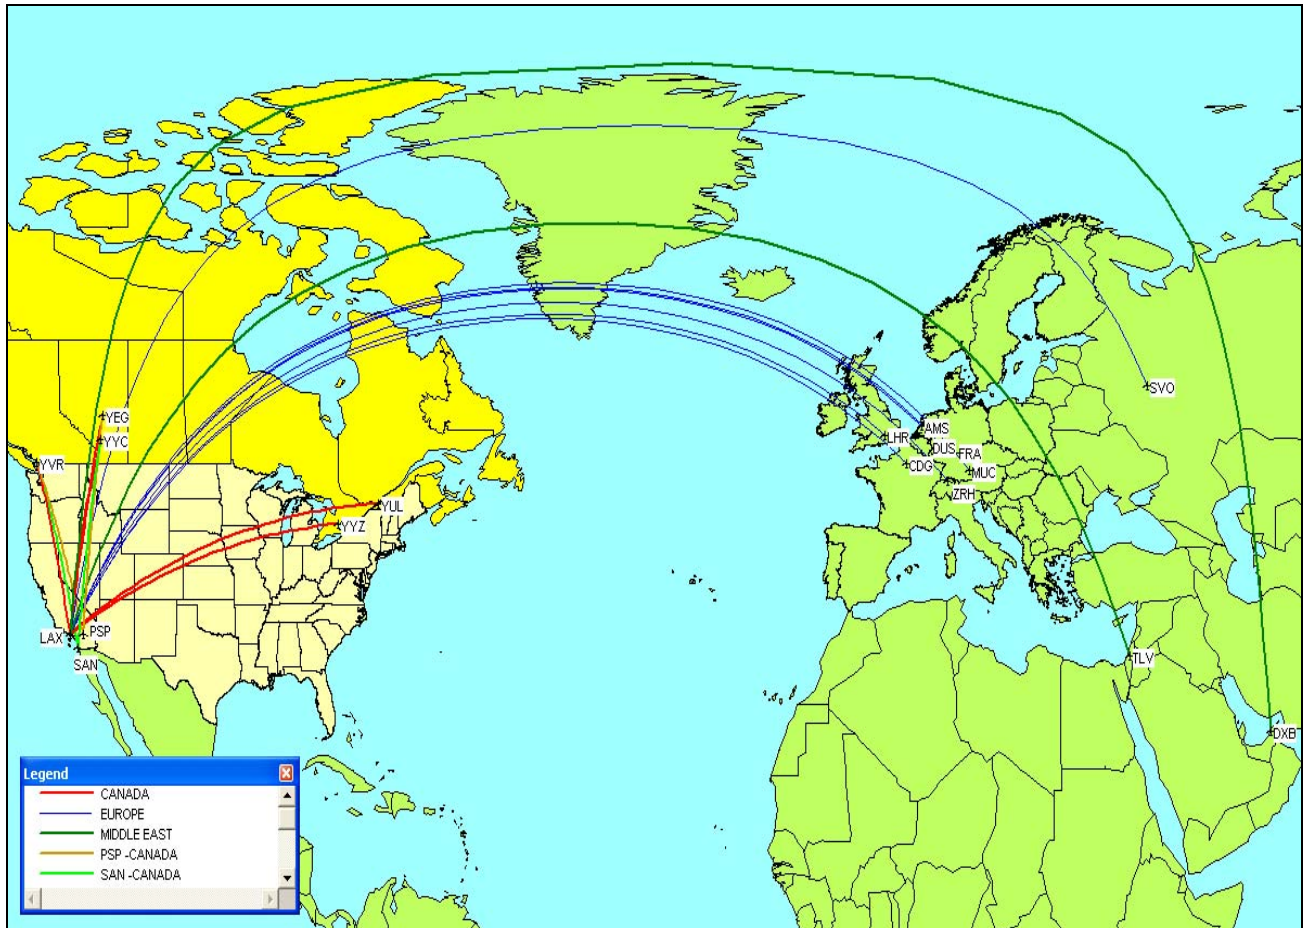 YEG
YYC
YVR
SVO
AMS
LHR
DUS
FRA
CDG
MUC
ZRH
YUL
YYZ
LAX
PSP
SAN
TLV
DXB
Legend
CANADA
EUROPE
MIDDLE EAST
PSP -CANADA
SAN -CANADA